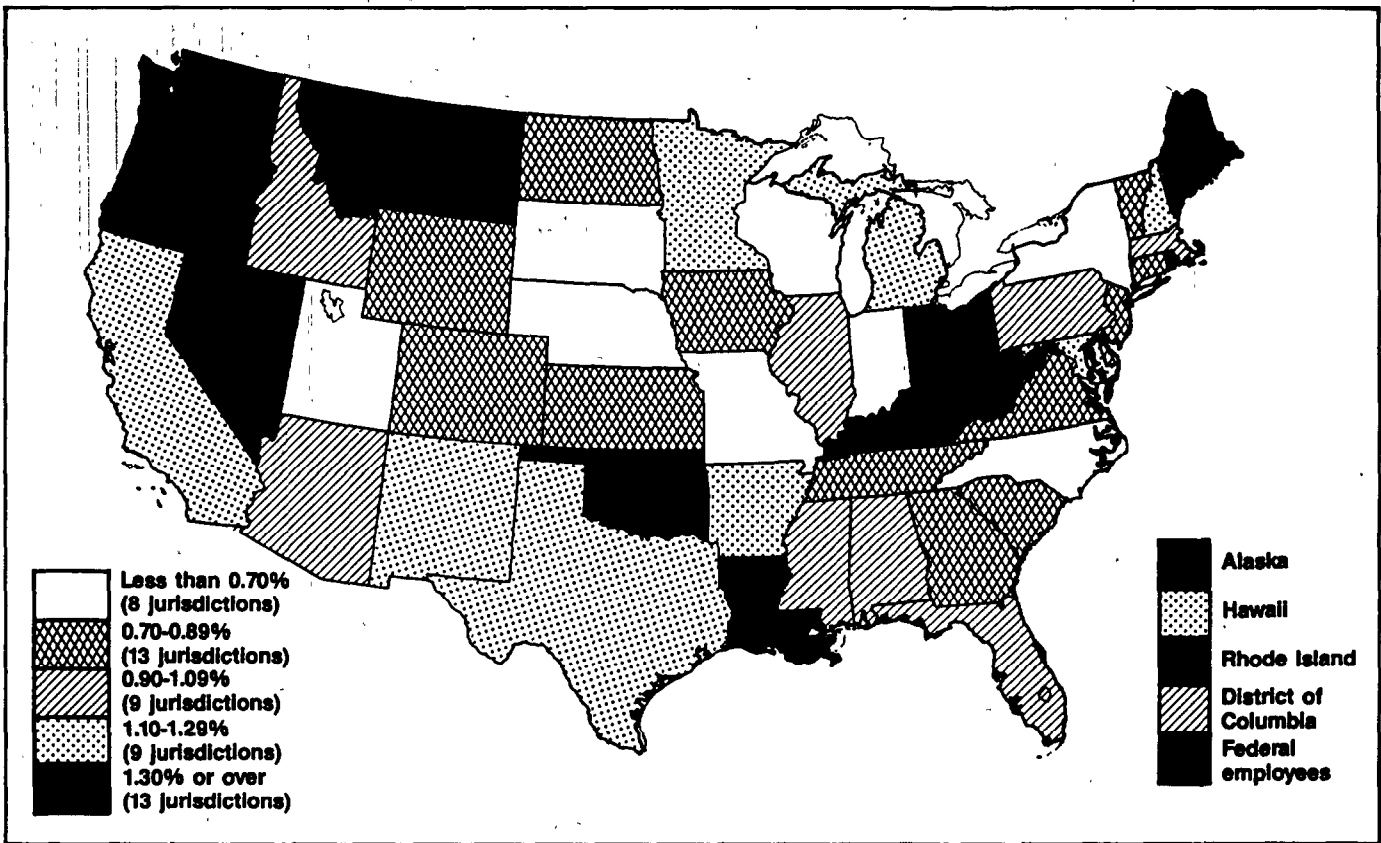 Less than 0.70%
(8 jurisdictions)
0.70-0.89%
(13 jurisdictions)
0.90-1.09%
(9 jurisdictions)
1.10-1.29%
(9 jurisdictions)
1.30% or over
(13 jurisdictions)
Alaska
Hawaii
Rhode Island
District of
Columbia
Federal
employees